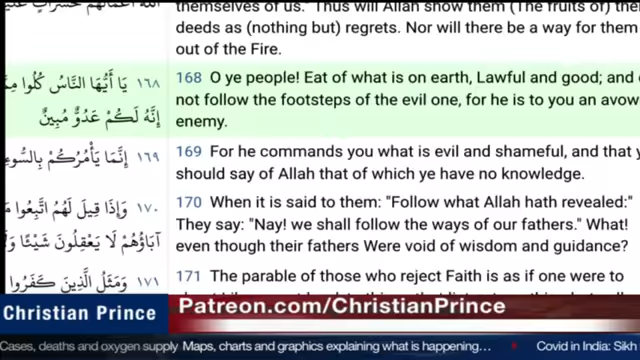 الله أعمالهم حسرات علي
themselves of us. Thus will Allah show them (The fruits of) thei
deeds as (nothing but) regrets. Nor will there be a way for them
out of the Fire.
١٦٨ يَا أَيُّهَا النَّاسُ كُلُوا مِمَّ
إِنَّهُ لَكُمْ عَدُوٌّ مُبِينٌ
168 O ye people! Eat of what is on earth, Lawful and good; and d
not follow the footsteps of the evil one, for he is to you an avow
enemy.
١٦٩ إِنَّمَا يَأْمُرُكُمْ بِالسُّوءِ
169 For he commands you what is evil and shameful, and that y
should say of Allah that of which ye have no knowledge.
١٧٠ وَإِذَا قِيلَ لَهُمُ اتَّبِعُوا مَ
آبَاؤُهُمْ لَا يَعْقِلُونَ شَيْئًا وَلَ
170 When it is said to them: "Follow what Allah hath revealed:"
They say: "Nay! we shall follow the ways of our fathers." What!
even though their fathers Were void of wisdom and guidance?
١٧١ وَمَثَلُ الَّذِينَ كَفَرُوا
171 The parable of those who reject Faith is as if one were to
Christian Prince
Patreon.com/ChristianPrince
Cases, deaths and oxygen supply Maps, charts and graphics explaining what is happening... Covid in India: Sikh